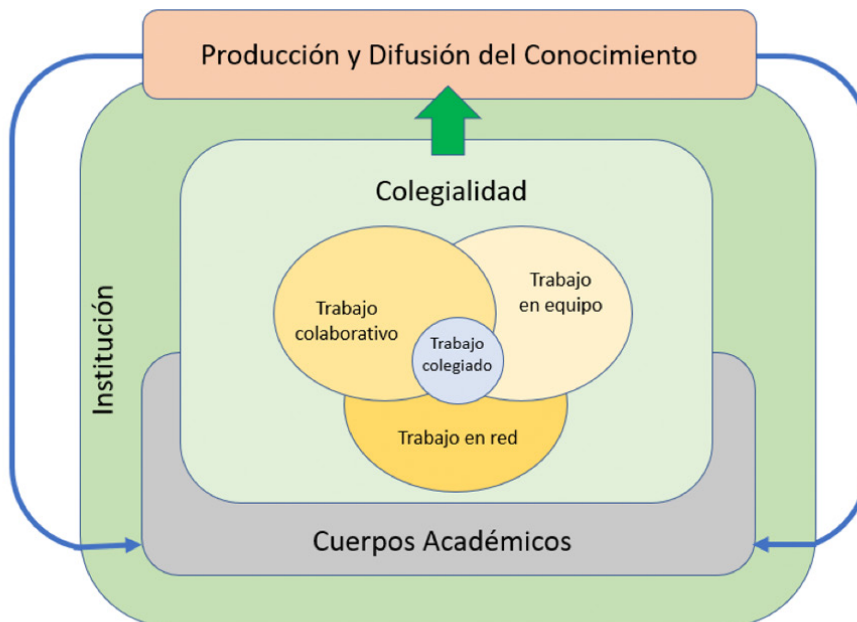 Producción y Difusión del Conocimiento
Colegialidad
Trabajo
en equipo
Trabajo
colaborativo
Trabajo
colegiado
Trabajo en red
Institución
Cuerpos Académicos